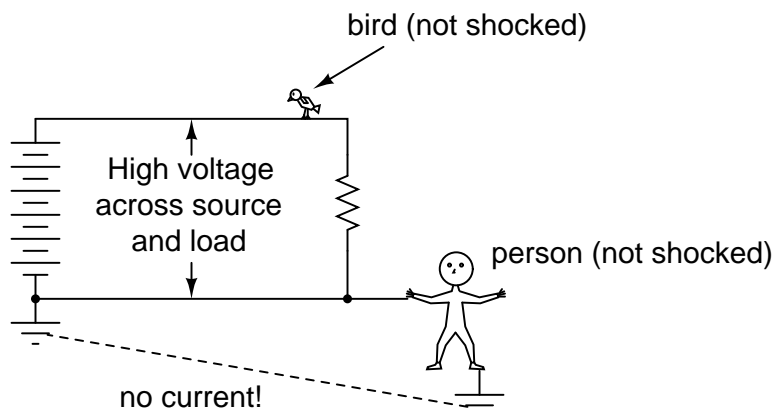 bird (not shocked)
High voltage
across source
and load
person (not shocked)
no current!